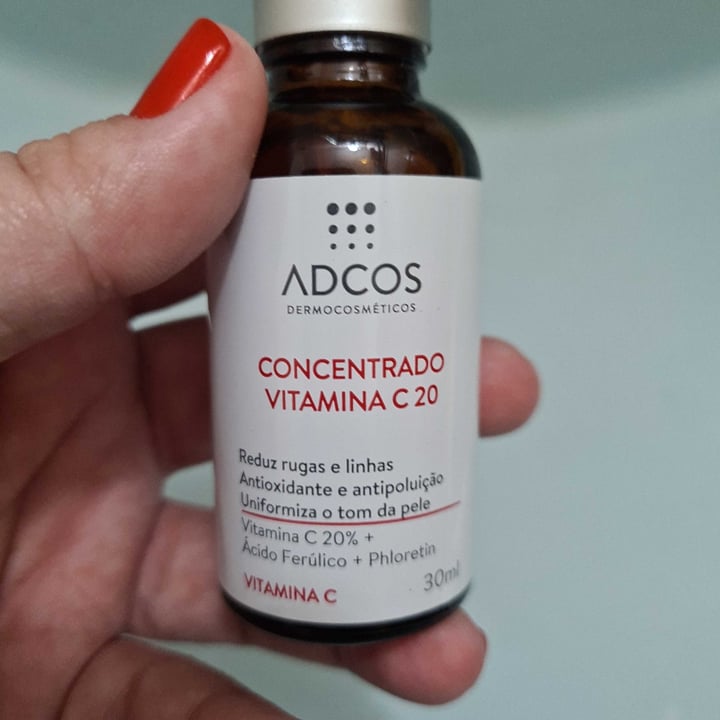 ADCOS
DERMOCOSMÉTICOS
CONCENTRADO
VITAMINA C 20
Reduz rugas e linhas
Antioxidante e antipoluição
Uniformiza o tom da pele
Vitamina C 20% +
Ácido Ferúlico + Phloretin
30ml
VITAMINA C